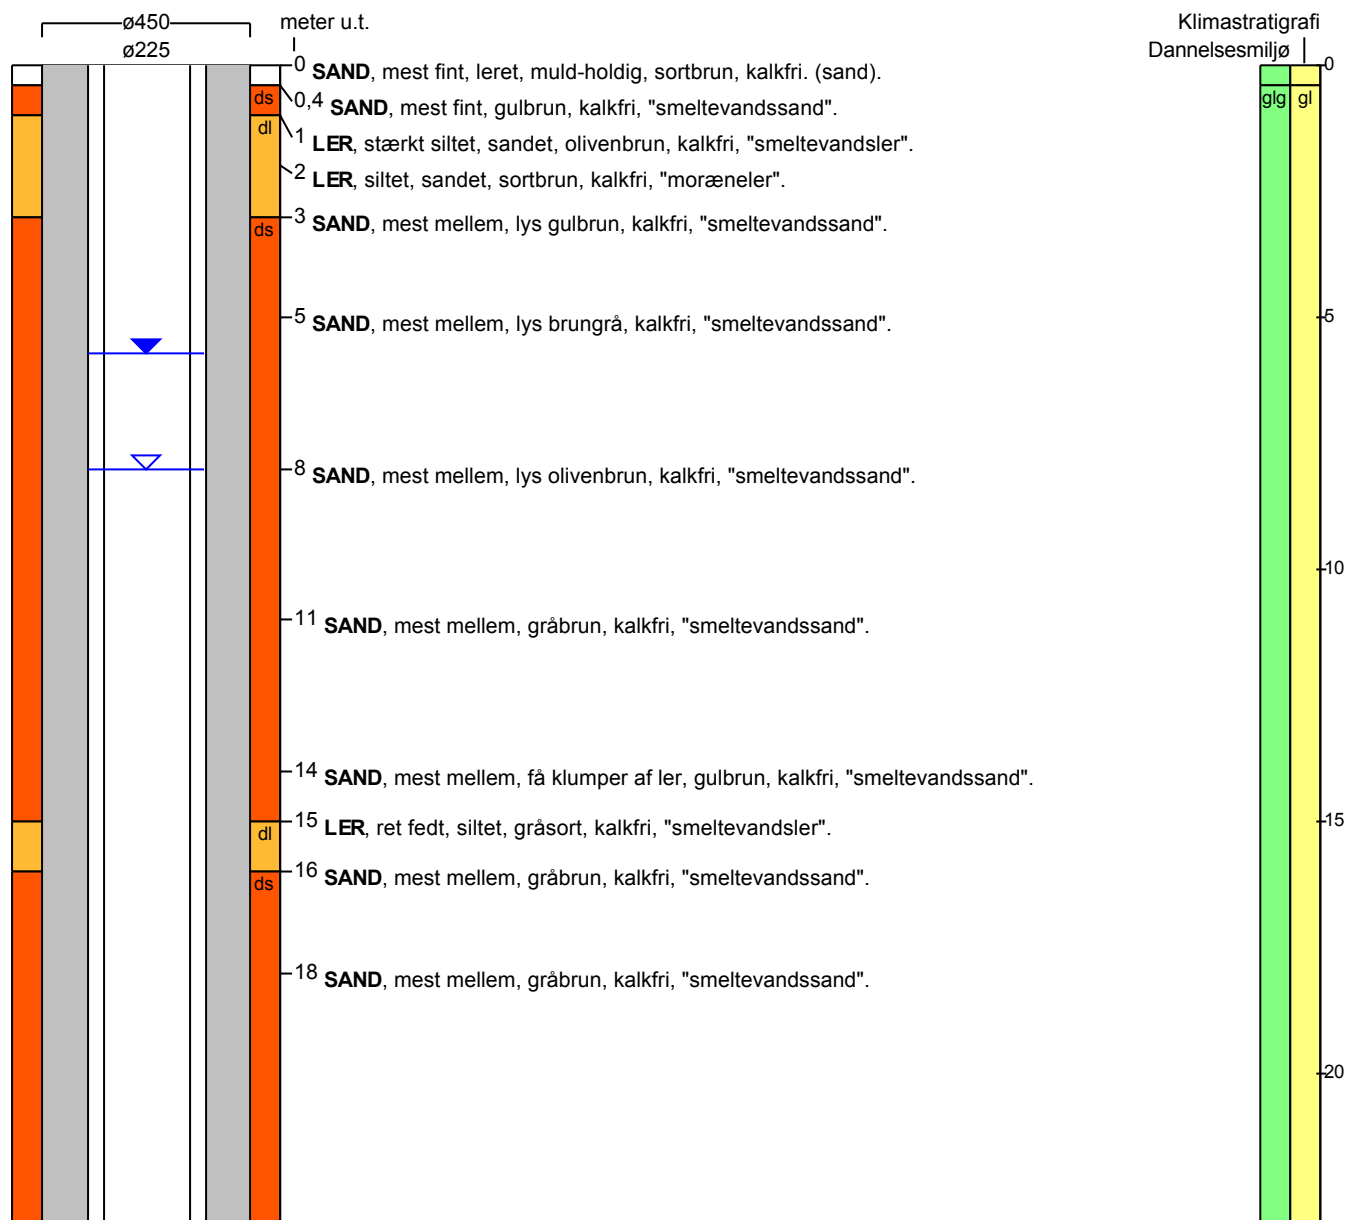 ø450 meter u.t. Klimastratigrafi
ø225 Dannelsesmiljø
0 SAND, mest fint, leret, muld-holdig, sortbrun, kalkfri. (sand). 0
ds 0,4 SAND, mest fint, gulbrun, kalkfri, "smeltevandssand". glg gl
dl 1 LER, stærkt siltet, sandet, olivenbrun, kalkfri, "smeltevandsler".
2 LER, siltet, sandet, sortbrun, kalkfri, "moræneler".
ds 3 SAND, mest mellem, lys gulbrun, kalkfri, "smeltevandssand".
5 SAND, mest mellem, lys brungrå, kalkfri, "smeltevandssand". 5
8 SAND, mest mellem, lys olivenbrun, kalkfri, "smeltevandssand".
10
11 SAND, mest mellem, gråbrun, kalkfri, "smeltevandssand".
14 SAND, mest mellem, få klumper af ler, gulbrun, kalkfri, "smeltevandssand".
dl 15 LER, ret fedt, siltet, gråsort, kalkfri, "smeltevandsler". 15
ds 16 SAND, mest mellem, gråbrun, kalkfri, "smeltevandssand".
18 SAND, mest mellem, gråbrun, kalkfri, "smeltevandssand".
20